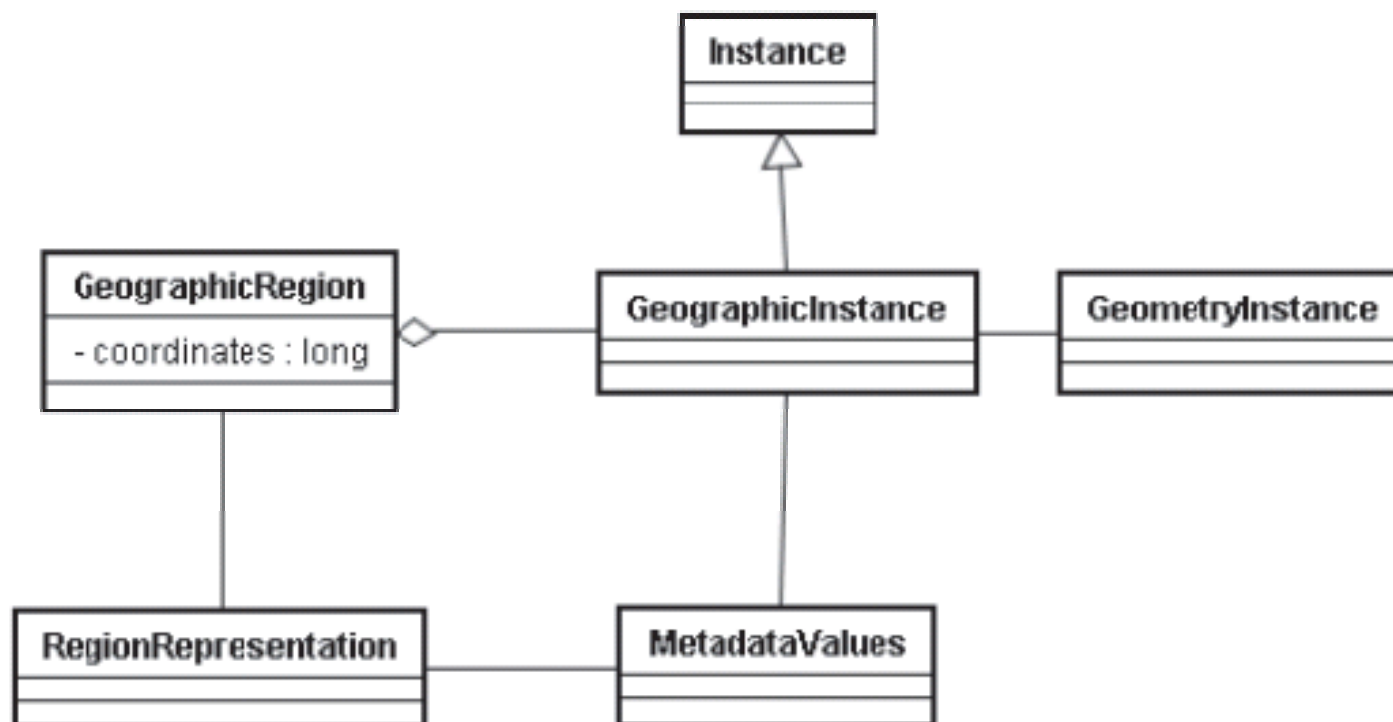 Instance
GeographicRegion
- coordinates : long
GeographicInstance
GeometryInstance
RegionRepresentation
MetadataValues